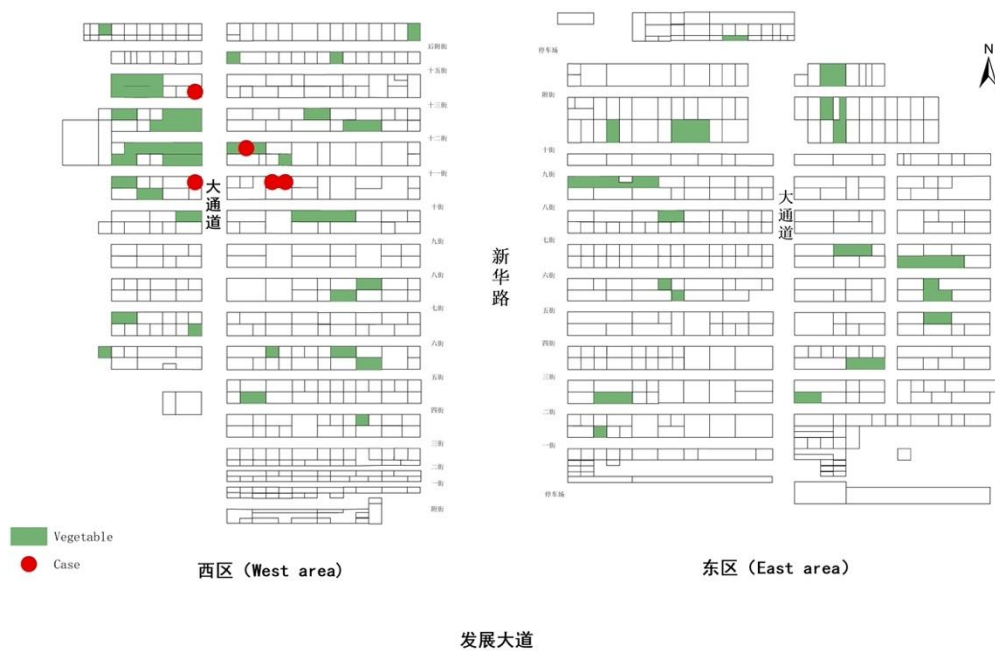 N
后附街
十五街
十三街
十二街
十一街
十街
九街
八街
七街
六街
五街
四街
三街
二街
一街
附街
大通道
新华路
停车场
附街
十街
九街
八街
七街
六街
五街
四街
三街
二街
一街
停车场
大通道
Vegetable
Case
西区（West area)
东区（East area）
发展大道